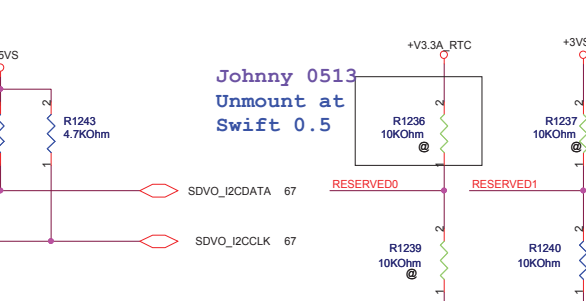 5VS
+V3.3A_RTC
+3VS
Johnny 0513
Unmount at
Swift 0.5
2
R1243
4.7KOhm
1
2
R1236
10KOhm
@
1
2
R1237
10KOhm
@
1
SDVO_I2CDATA 67
RESERVED0
RESERVED1
SDVO_I2CCLK 67
2
R1239
10KOhm
@
1
2
R1240
10KOhm
1